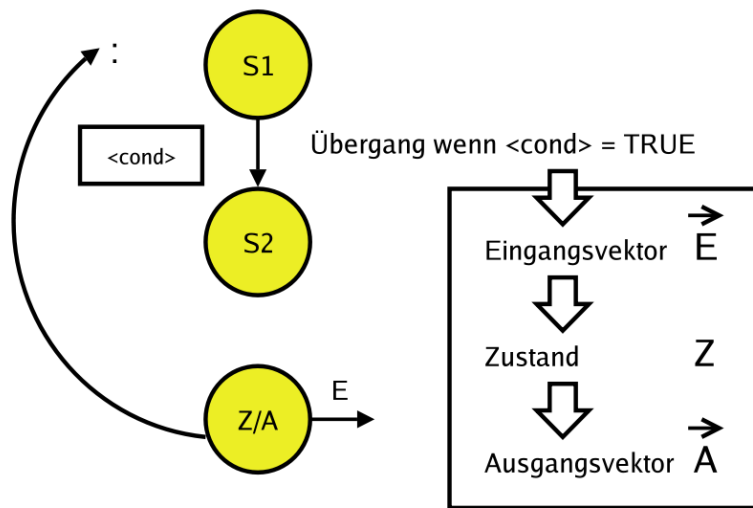 :
S1
<cond>
Übergang wenn <cond> = TRUE
S2
Eingangsvektor E
Zustand Z
E
Z/A
Ausgangsvektor A